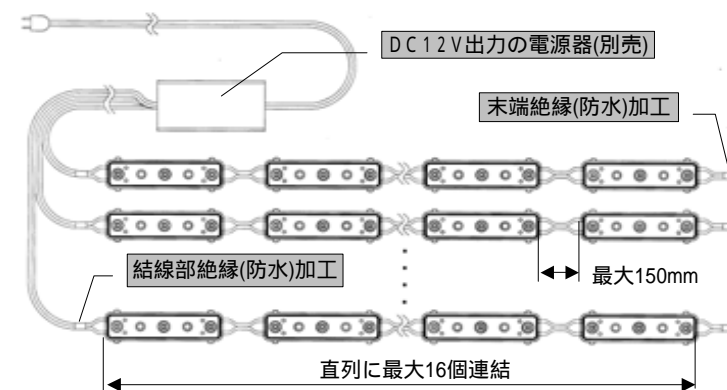 DC12V出力の電源器(別売)
末端絶縁(防水)加工
結線部絶縁(防水)加工
最大150mm
直列に最大16個連結